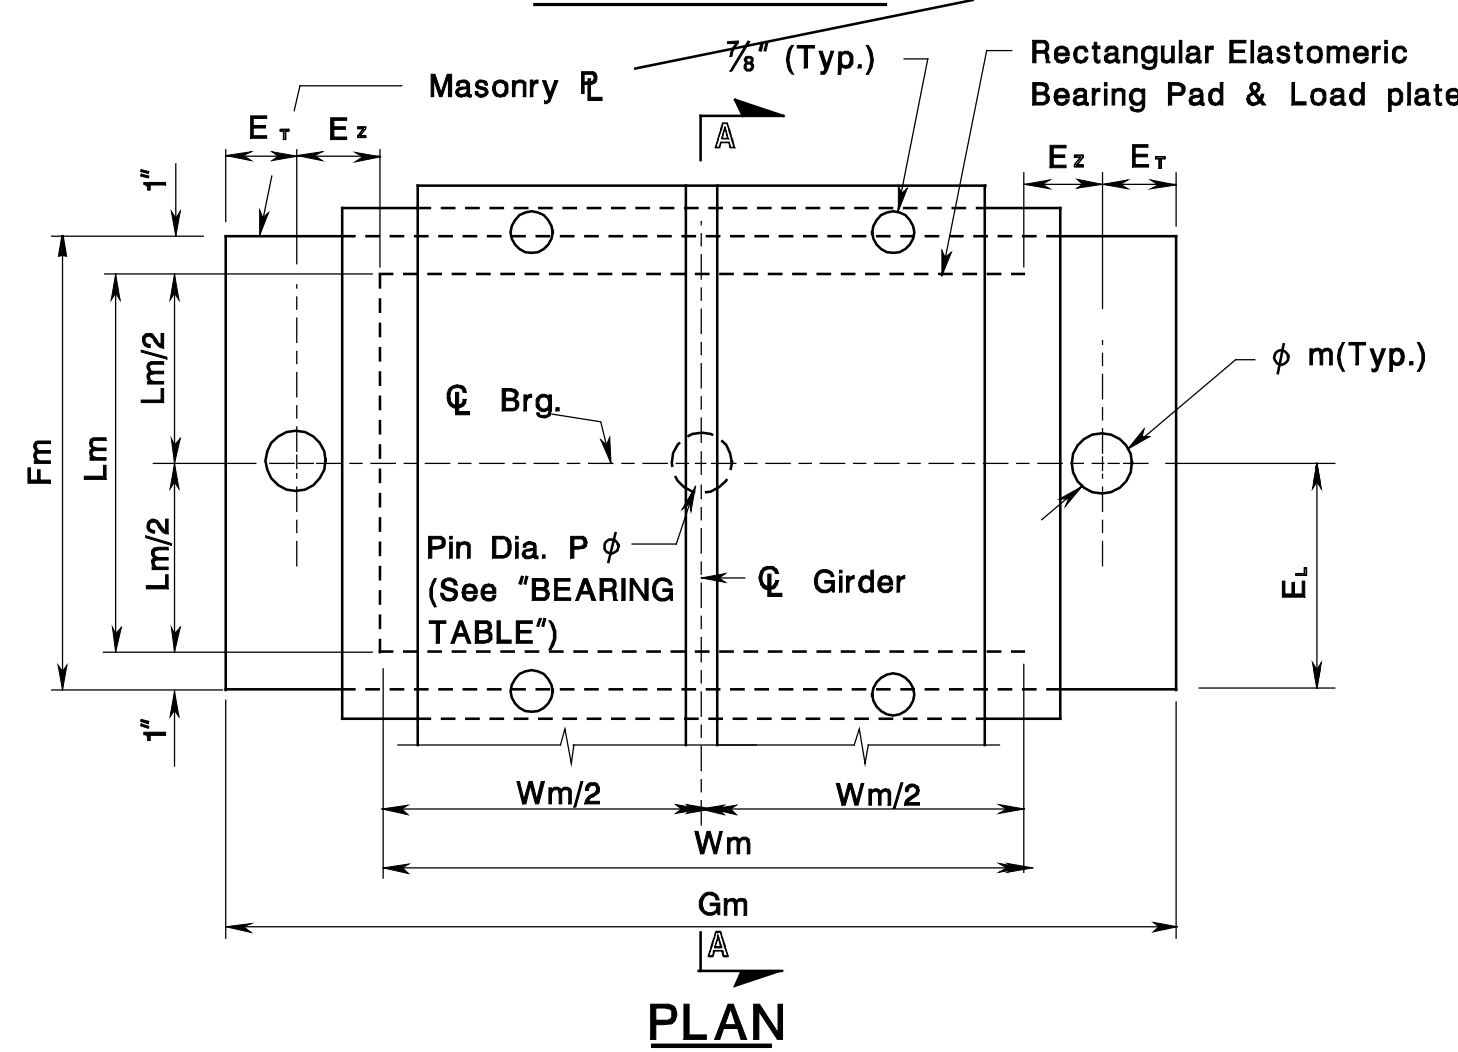 ⅞" (Typ.)
Rectangular Elastomeric
Bearing Pad & Load plate
Masonry ℄
A
E T
E Z
E Z
E T
1"
Lm/2
ϕ m(Typ.)
℄ Brg.
Fm
Lm
Pin Dia. P ϕ
(See "BEARING
TABLE")
℄ Girder
Lm/2
E L
1"
Wm/2
Wm/2
Wm
Gm
A
PLAN